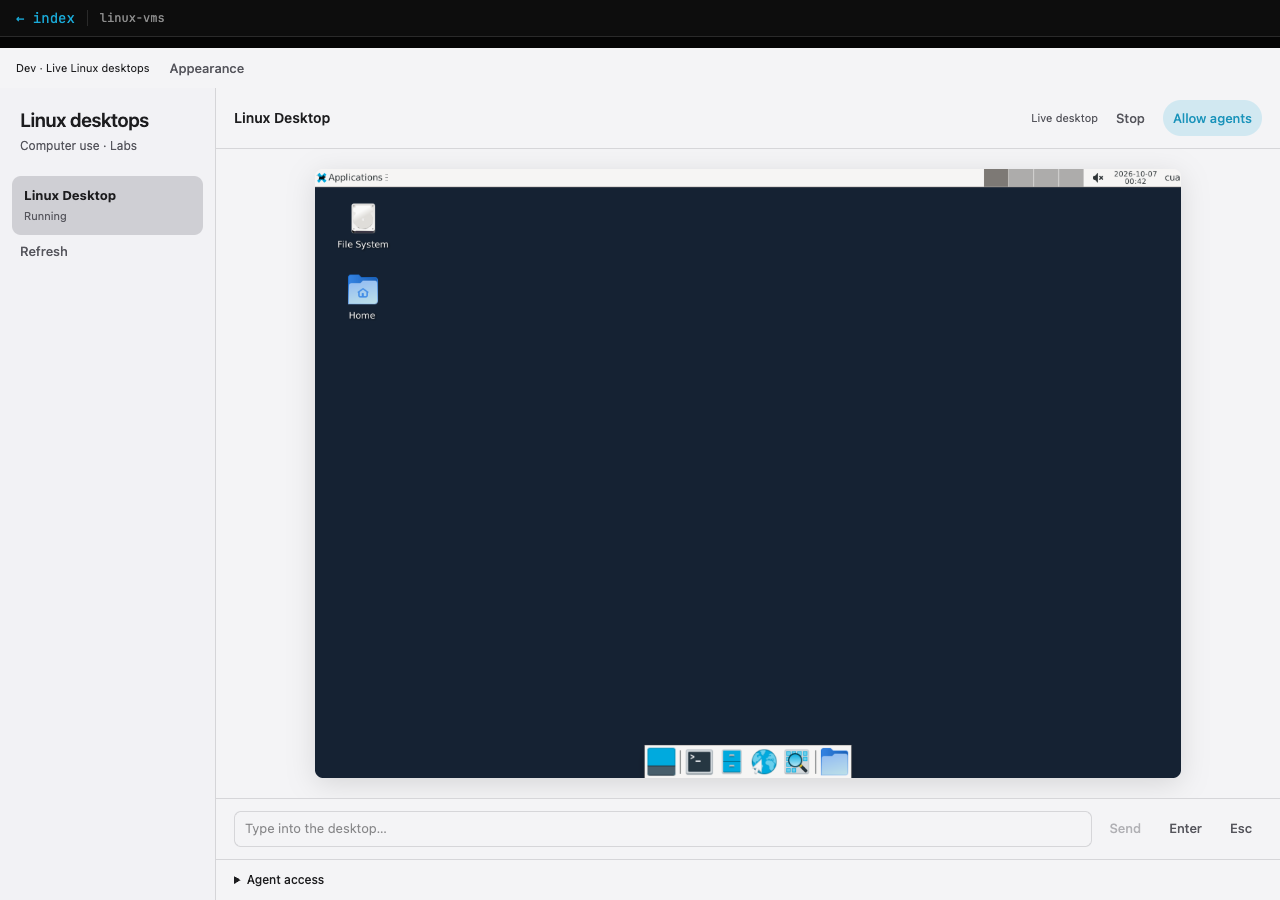 ← index linux-vms
Dev · Live Linux desktops Appearance
Linux desktops
Computer use · Labs
Linux Desktop
Running
Refresh
Linux Desktop Live desktop Stop Allow agents
Applications 2026-10-07
00:42 cua
File System
Home
>_
Type into the desktop... Send Enter Esc
Agent access